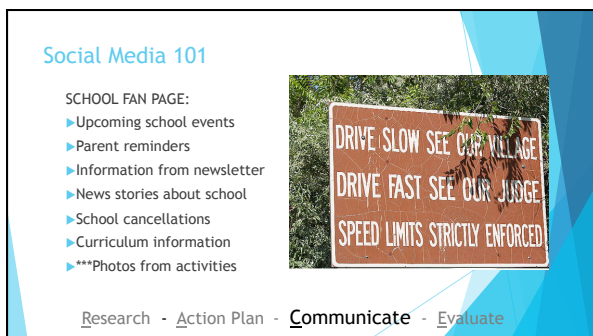 Social Media 101
SCHOOL FAN PAGE:
Upcoming school events
Parent reminders
Information from newsletter
News stories about school
School cancellations
Curriculum information
***Photos from activities
DRIVE SLOW SEE OUR VILLAGE
DRIVE FAST SEE OUR JUDGE
SPEED LIMITS STRICTLY ENFORCED
Research - Action Plan - Communicate - Evaluate